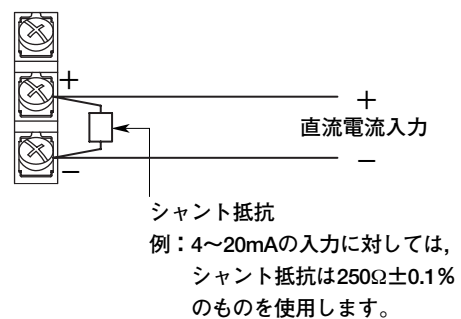 +
+
直流電流入力
−
−
シャント抵抗
例：4〜20mAの入力に対しては，
シャント抵抗は250Ω±0.1％
のものを使用します。